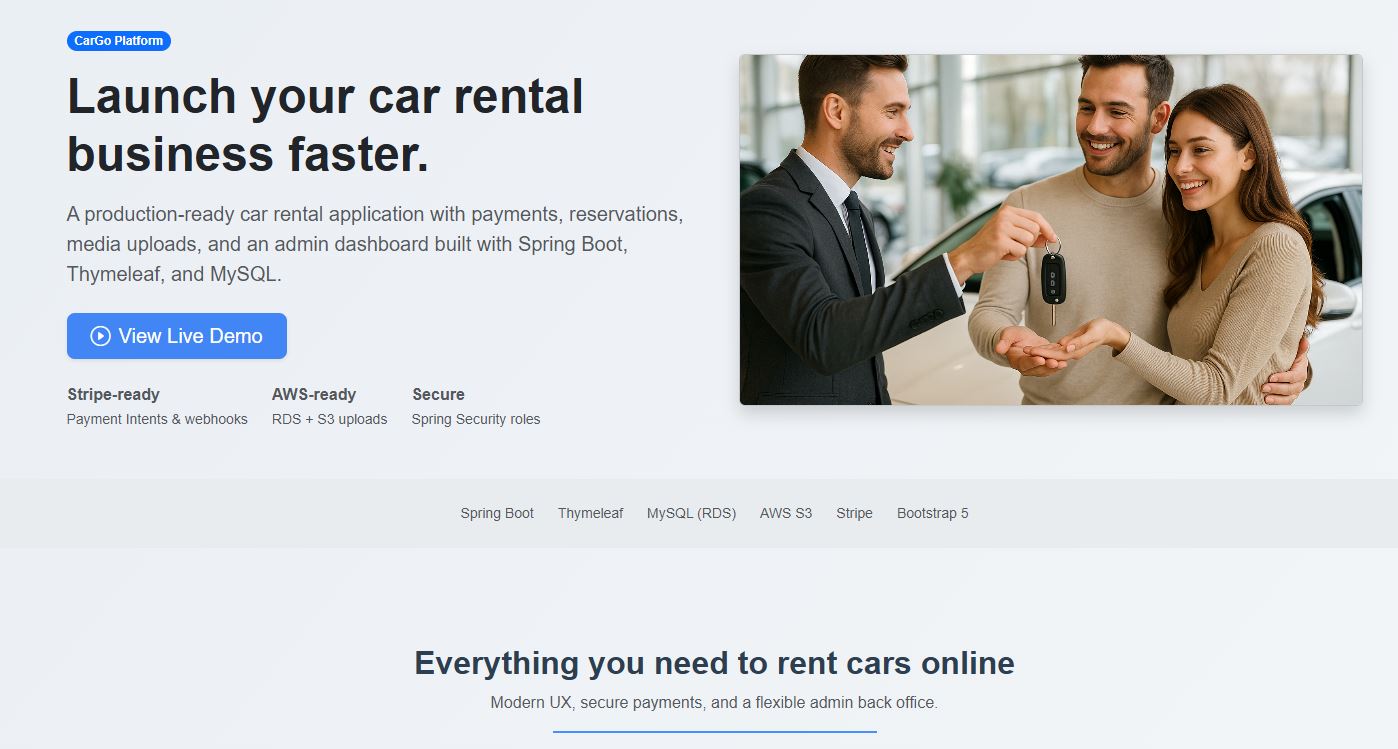 CarGo Platform
Launch your car rental
business faster.
A production-ready car rental application with payments, reservations,
media uploads, and an admin dashboard built with Spring Boot,
Thymeleaf, and MySQL.
View Live Demo
Stripe-ready
Payment Intents & webhooks
AWS-ready
RDS + S3 uploads
Secure
Spring Security roles
Spring Boot Thymeleaf MySQL (RDS) AWS S3 Stripe Bootstrap 5
Everything you need to rent cars online
Modern UX, secure payments, and a flexible admin back office.